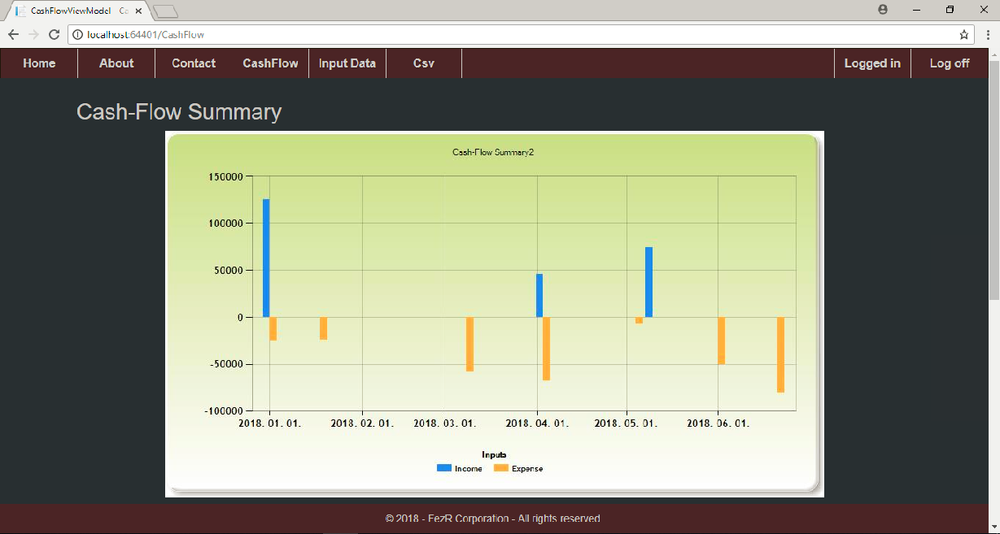 CashFlowViewModel - Ca
localhost:64401/CashFlow
Home About Contact CashFlow Input Data Csv Logged in Log off
Cash-Flow Summary
Cash-Flow Summary2
150000
100000
50000
0
-50000
-100000
2018. 01. 01. 2018. 02. 01. 2018. 03. 01. 2018. 04. 01. 2018. 05. 01. 2018. 06. 01.
Inputs
Income Expense
© 2018 - FezR Corporation - All rights reserved